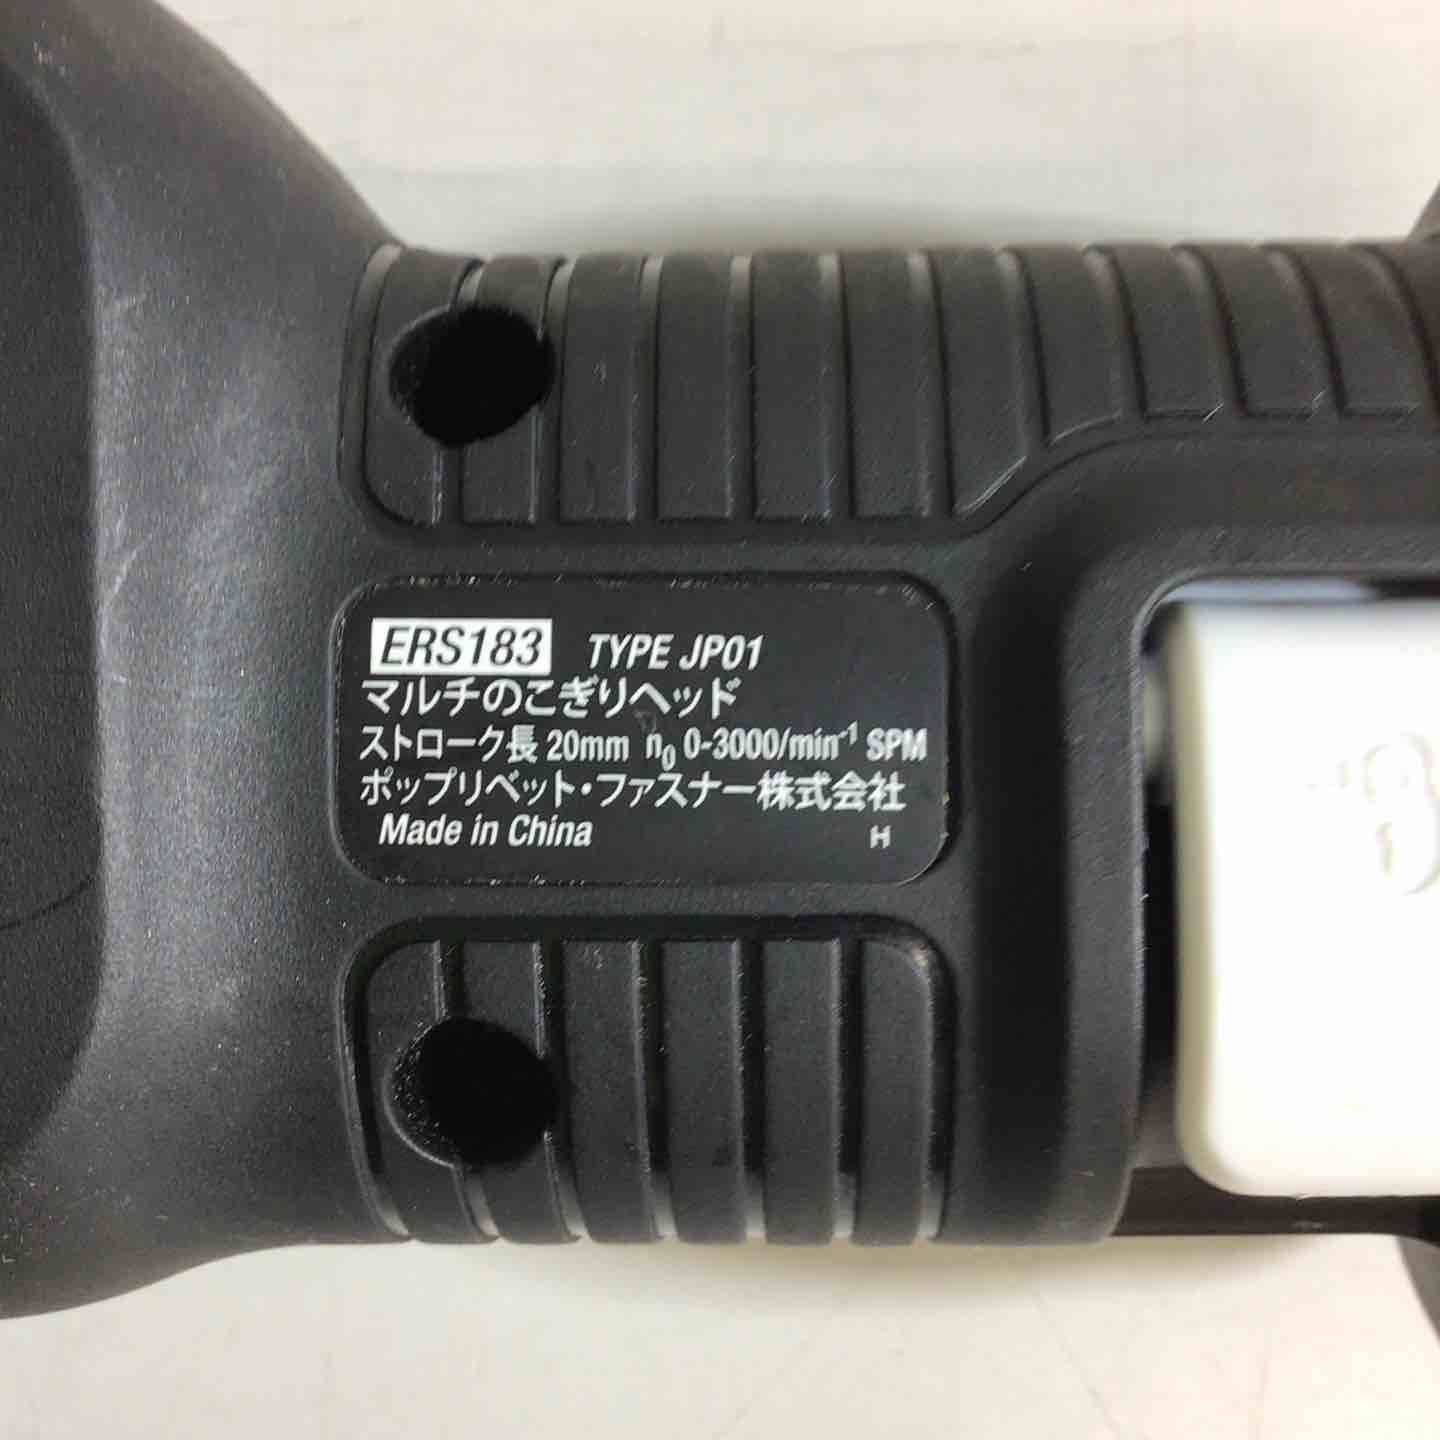 ERS183 TYPE JP01
マルチのこぎりヘッド
ストローク長 20mm n₀ 0-3000/min⁻¹ SPM
ポップリベット・ファスナー株式会社
Made in China H